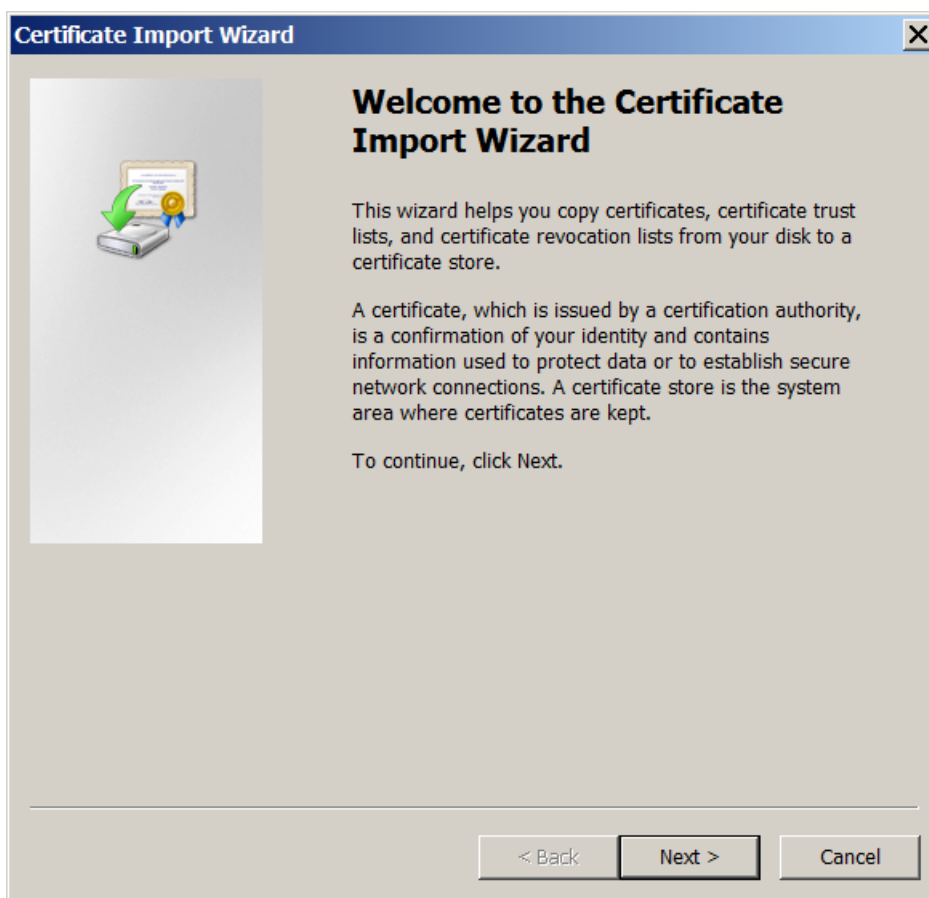 Certificate Import Wizard
Welcome to the Certificate
Import Wizard
This wizard helps you copy certificates, certificate trust
lists, and certificate revocation lists from your disk to a
certificate store.
A certificate, which is issued by a certification authority,
is a confirmation of your identity and contains
information used to protect data or to establish secure
network connections. A certificate store is the system
area where certificates are kept.
To continue, click Next.
< Back Next > Cancel